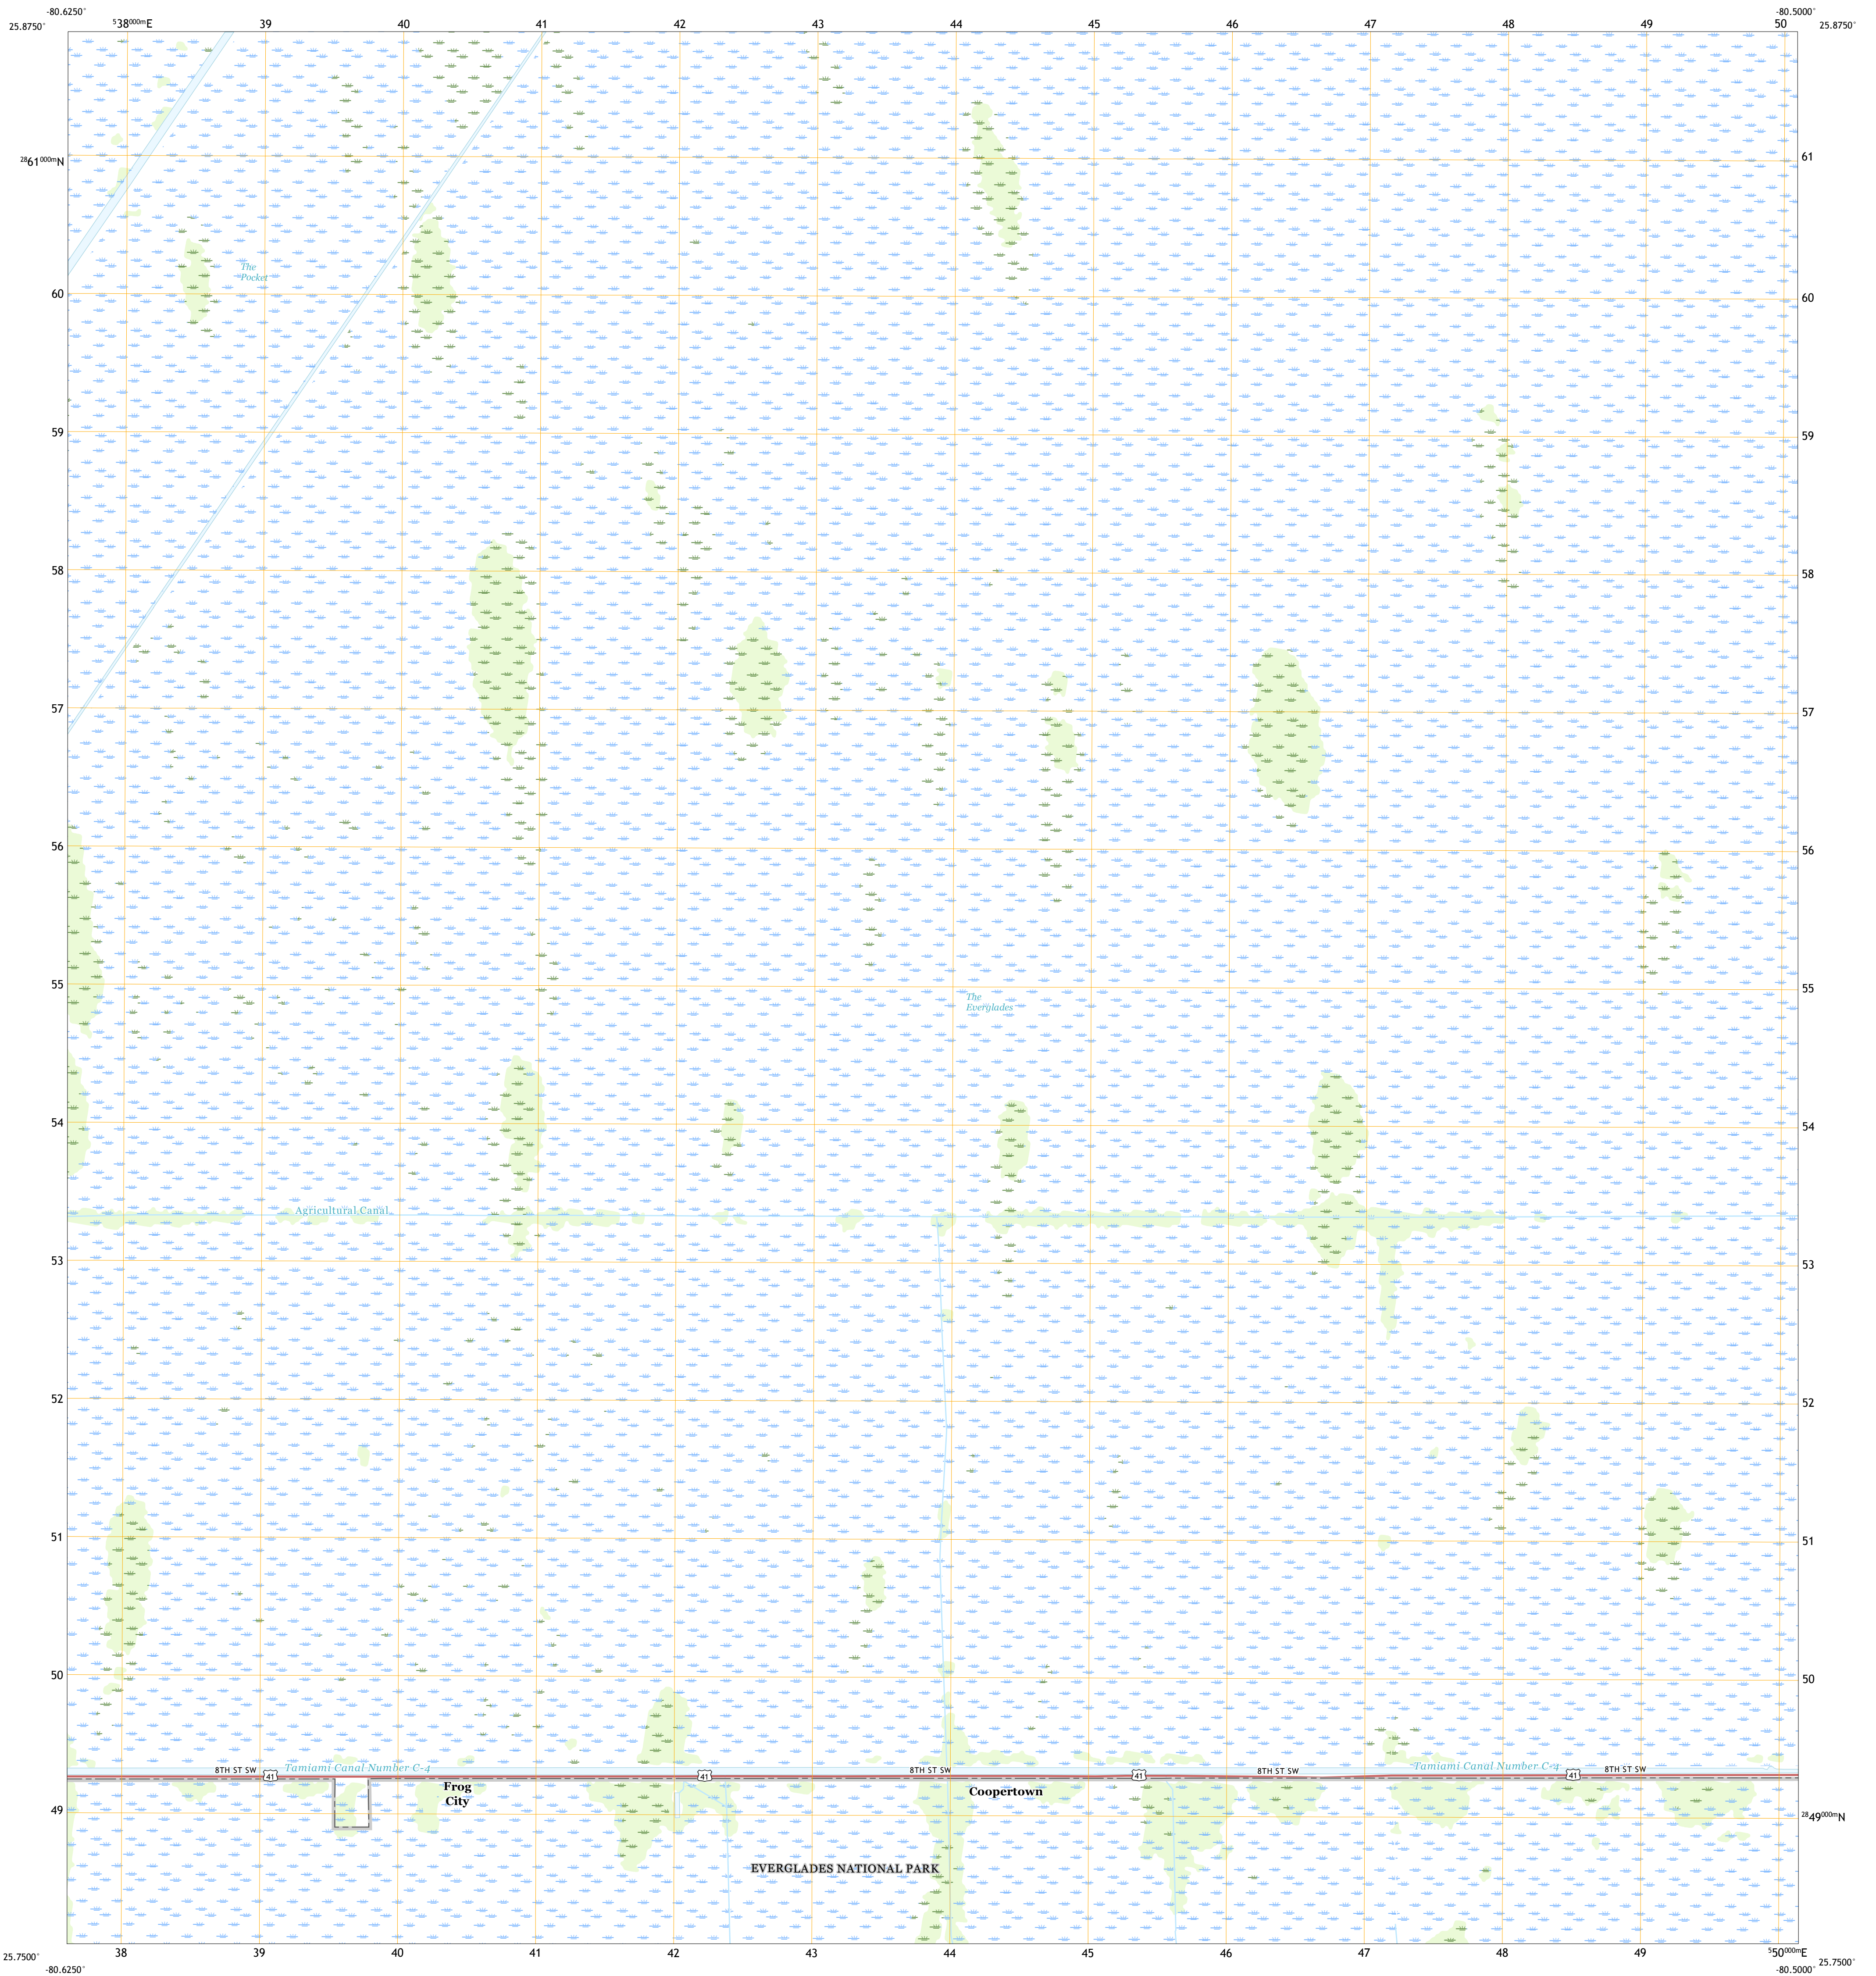 -80.6250° -80.5000°
25.8750° ⁵38⁰⁰⁰ᵐE 39 40 41 42 43 44 45 46 47 48 49 50 25.8750°
²⁸61⁰⁰⁰ᵐN 61
The
Pocket
60 60
59 59
58 58
57 57
56 56
55 55
The
Everglades
54 54
Agricultural Canal
53 53
52 52
51 51
50 50
8TH ST SW 41 Tamiami Canal Number C-4 41 8TH ST SW 41 8TH ST SW Tamiami Canal Number C-4 41 8TH ST SW
Frog
City
Coopertown
49 ²⁸49⁰⁰⁰ᵐN
EVERGLADES NATIONAL PARK
25.7500° 38 39 40 41 42 43 44 45 46 47 48 49 ⁵50⁰⁰⁰ᵐE 25.7500°
-80.6250° -80.5000°